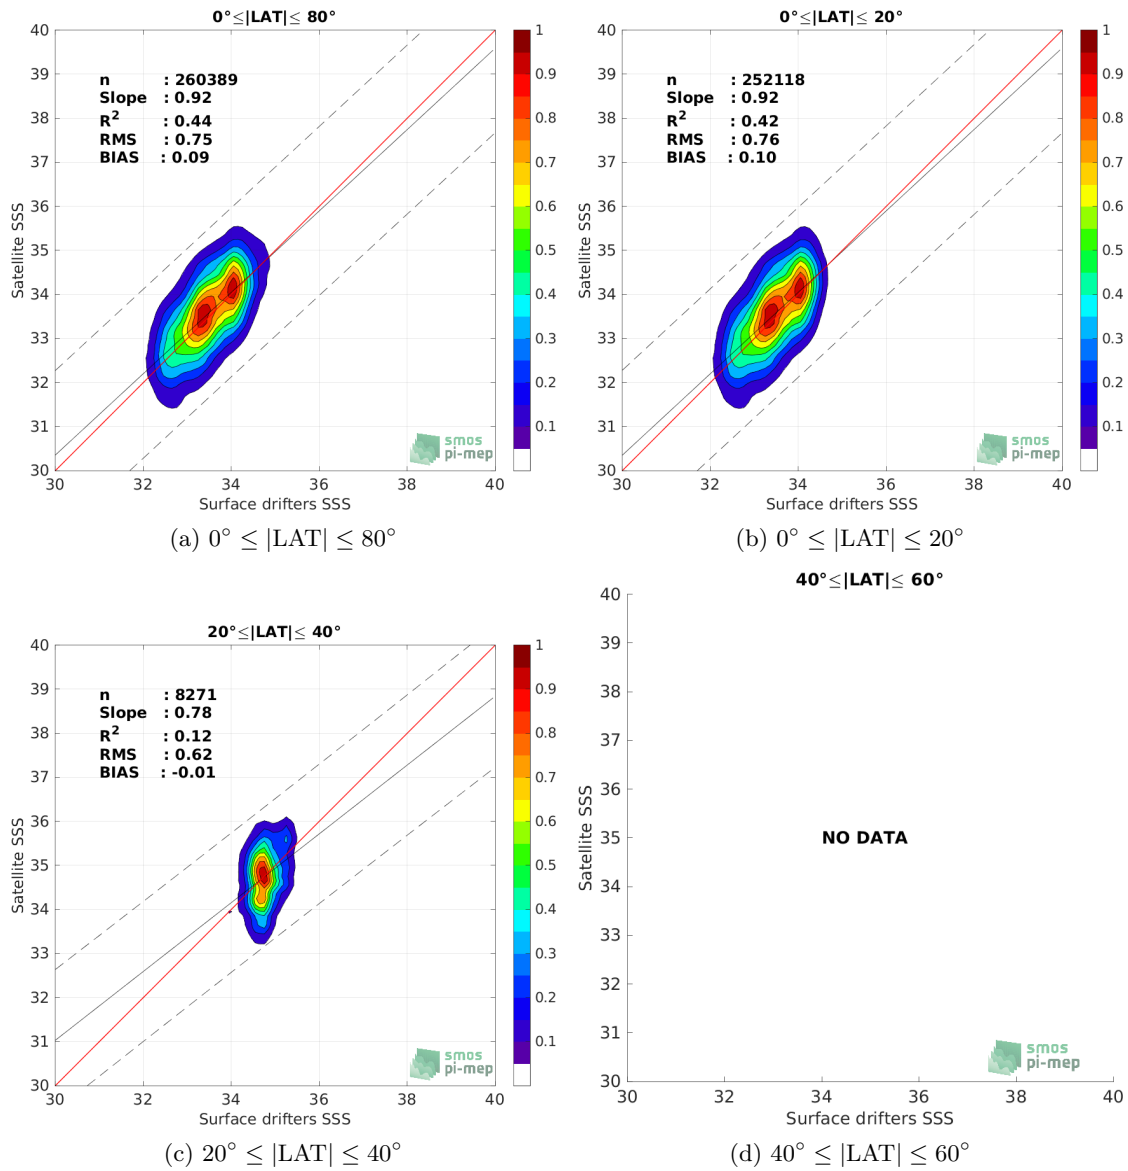 0°≤|LAT|≤ 80°
40
39
38
37
36
35
34
33
32
31
30
Satellite SSS
n : 260389
Slope : 0.92
R² : 0.44
RMS : 0.75
BIAS : 0.09
smos
pi-mep
30 32 34 36 38 40
Surface drifters SSS
1
0.9
0.8
0.7
0.6
0.5
0.4
0.3
0.2
0.1
(a) 0° ≤ |LAT| ≤ 80°
0°≤|LAT|≤ 20°
40
39
38
37
36
35
34
33
32
31
30
Satellite SSS
n : 252118
Slope : 0.92
R² : 0.42
RMS : 0.76
BIAS : 0.10
smos
pi-mep
30 32 34 36 38 40
Surface drifters SSS
1
0.9
0.8
0.7
0.6
0.5
0.4
0.3
0.2
0.1
(b) 0° ≤ |LAT| ≤ 20°
20°≤|LAT|≤ 40°
40
39
38
37
36
35
34
33
32
31
30
Satellite SSS
n : 8271
Slope : 0.78
R² : 0.12
RMS : 0.62
BIAS : -0.01
smos
pi-mep
30 32 34 36 38 40
Surface drifters SSS
1
0.9
0.8
0.7
0.6
0.5
0.4
0.3
0.2
0.1
(c) 20° ≤ |LAT| ≤ 40°
40°≤|LAT|≤ 60°
40
39
38
37
36
35
34
33
32
31
30
Satellite SSS
NO DATA
smos
pi-mep
30 32 34 36 38 40
Surface drifters SSS
(d) 40° ≤ |LAT| ≤ 60°